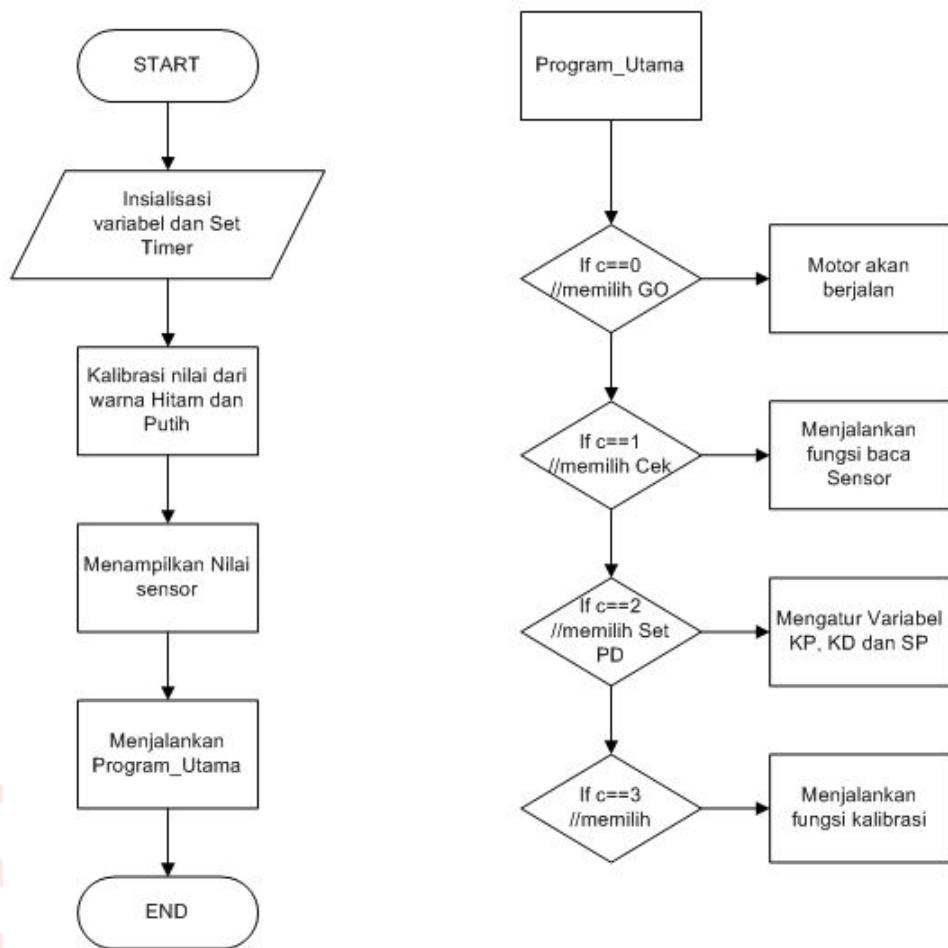 START
Insialisasi
variabel dan Set
Timer
Kalibrasi nilai dari
warna Hitam dan
Putih
Menampilkan Nilai
sensor
Menjalankan
Program_Utama
END
Program_Utama
If c==0
//memilih GO
Motor akan
berjalan
If c==1
//memilih Cek
Menjalankan
fungsi baca
Sensor
If c==2
//memilih Set
PD
Mengatur Variabel
KP, KD dan SP
If c==3
//memilih
Menjalankan
fungsi kalibrasi